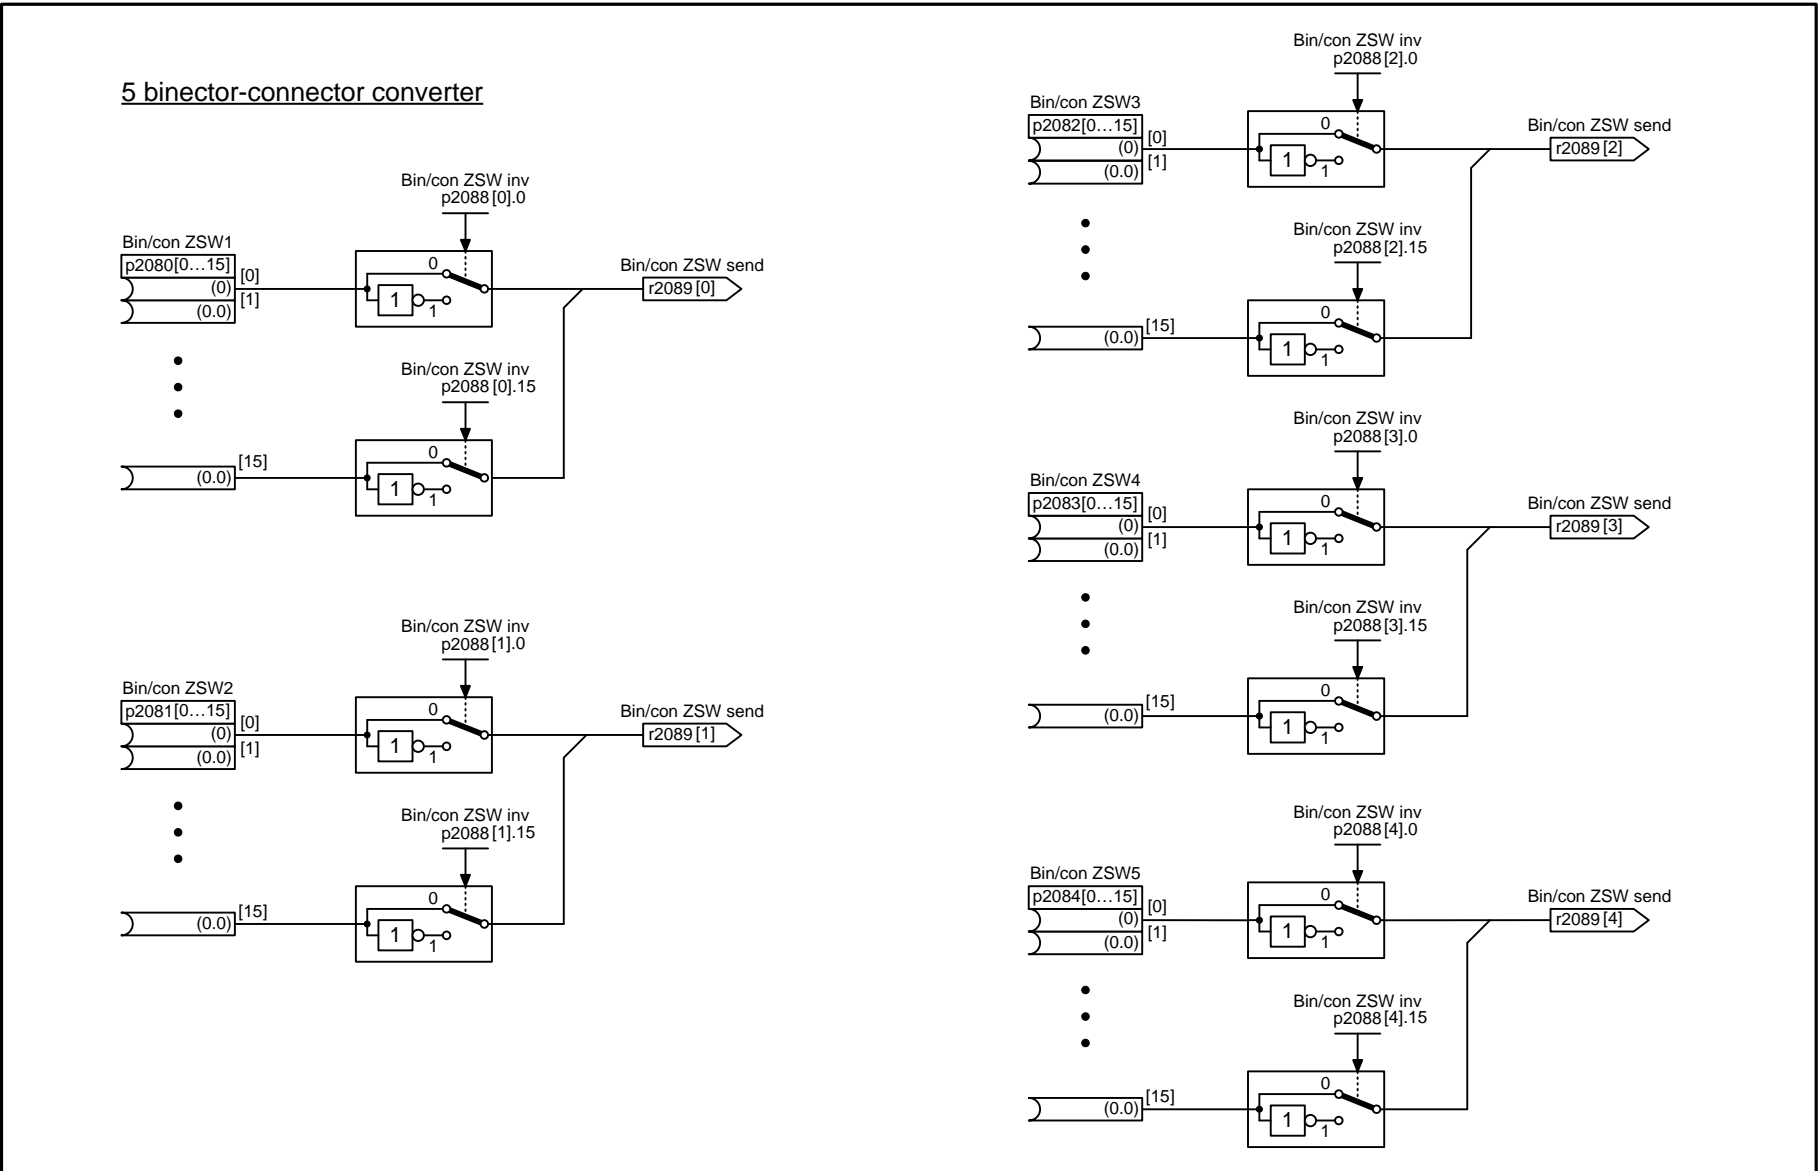 5 binector-connector converter
Bin/con ZSW inv
p2088[0].0
Bin/con ZSW1
p2080[0…15]
[0]
(0)
[1]
(0.0)
0
1
1
Bin/con ZSW send
r2089[0]
Bin/con ZSW inv
p2088[0].15
[15]
(0.0)
0
1
1
Bin/con ZSW inv
p2088[1].0
Bin/con ZSW2
p2081[0…15]
[0]
(0)
[1]
(0.0)
0
1
1
Bin/con ZSW send
r2089[1]
Bin/con ZSW inv
p2088[1].15
[15]
(0.0)
0
1
1
Bin/con ZSW inv
p2088[2].0
Bin/con ZSW3
p2082[0…15]
[0]
(0)
[1]
(0.0)
0
1
1
Bin/con ZSW send
r2089[2]
Bin/con ZSW inv
p2088[2].15
[15]
(0.0)
0
1
1
Bin/con ZSW inv
p2088[3].0
Bin/con ZSW4
p2083[0…15]
[0]
(0)
[1]
(0.0)
0
1
1
Bin/con ZSW send
r2089[3]
Bin/con ZSW inv
p2088[3].15
[15]
(0.0)
0
1
1
Bin/con ZSW inv
p2088[4].0
Bin/con ZSW5
p2084[0…15]
[0]
(0)
[1]
(0.0)
0
1
1
Bin/con ZSW send
r2089[4]
Bin/con ZSW inv
p2088[4].15
[15]
(0.0)
0
1
1